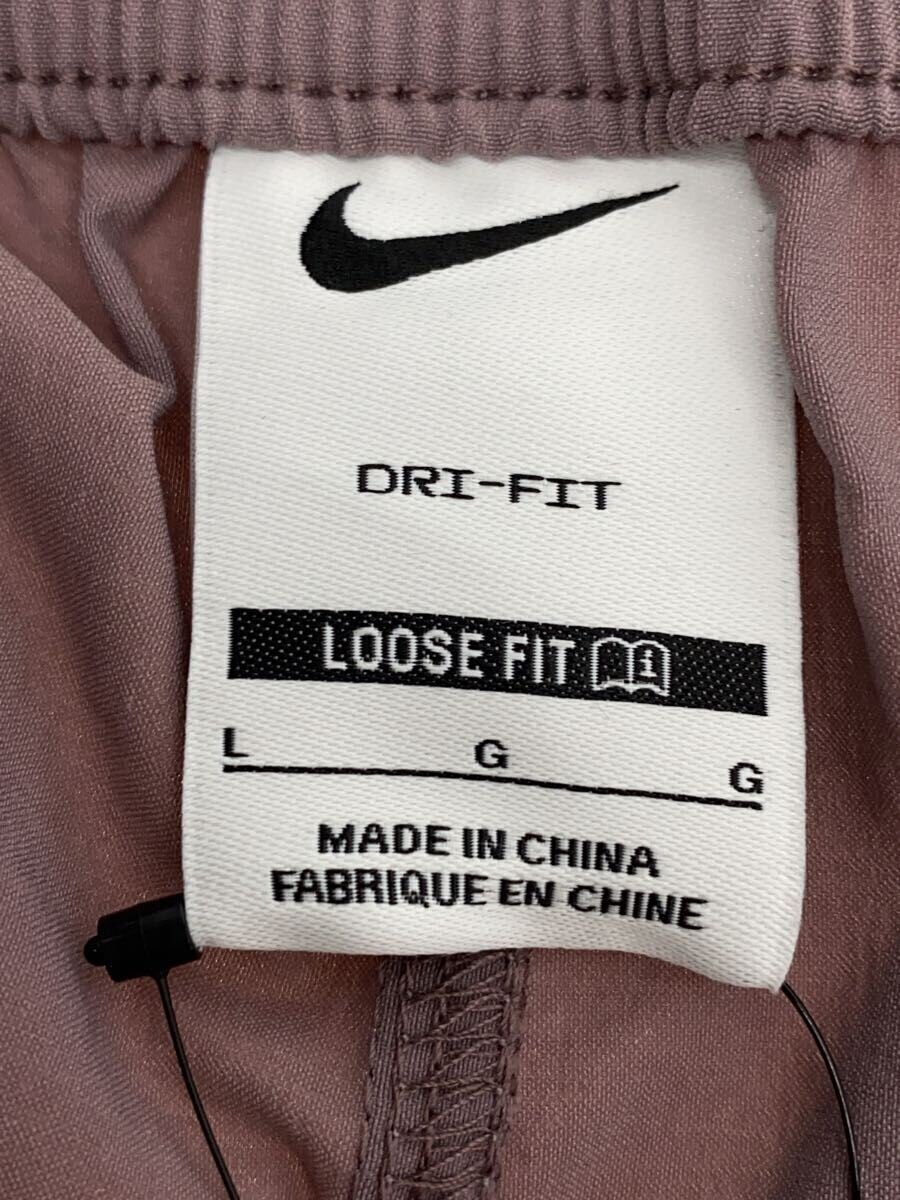 DRI-FIT
LOOSE FIT i
L G G
MADE IN CHINA
FABRIQUE EN CHINE